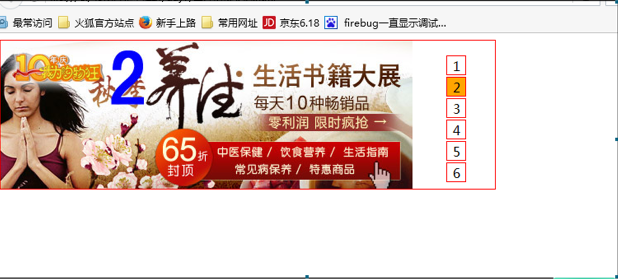 最常访问 火狐官方站点 新手上路 常用网址 JD 京东6.18 firebug一直显示调试...
10
2
秋季养生
生活书籍大展
每天10种畅销品
零利润 限时疯抢 →
65折
封顶
中医保健 / 饮食营养 / 生活指南
常见病保养 / 特惠商品
1
2
3
4
5
6